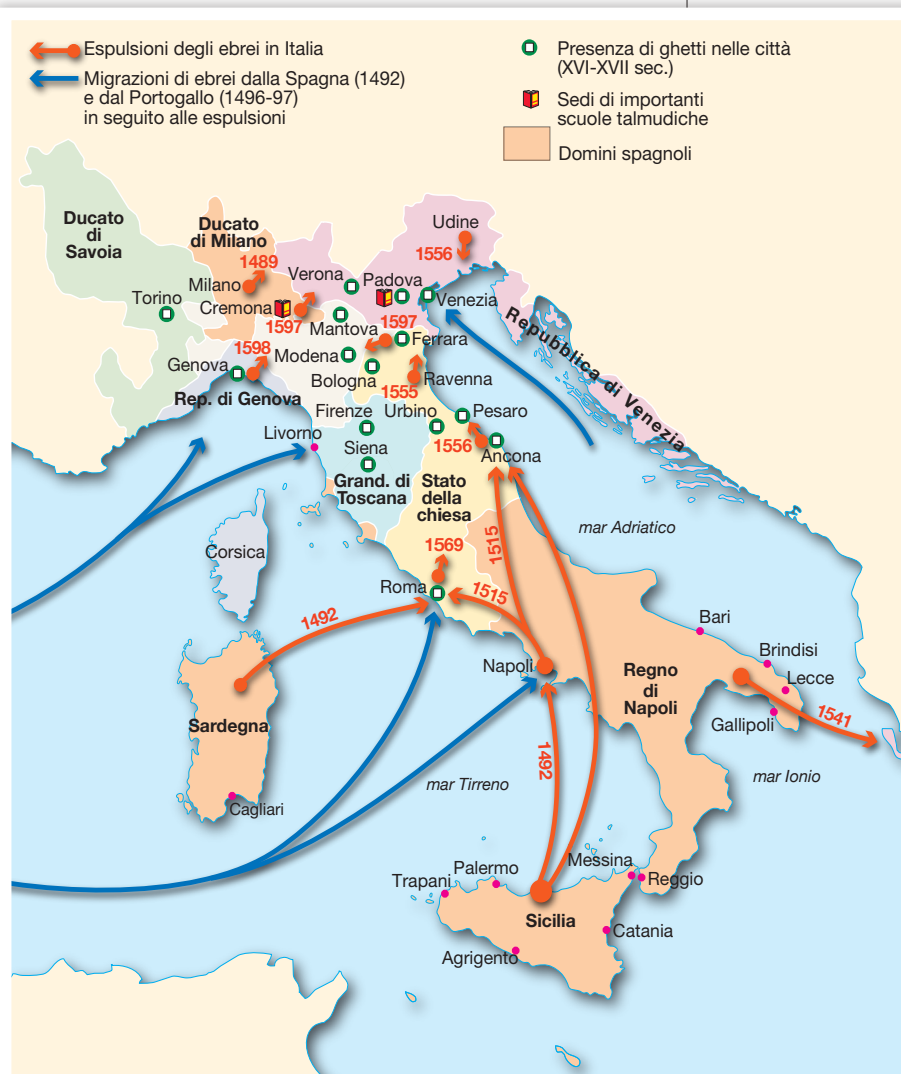 Espulsioni degli ebrei in Italia
Migrazioni di ebrei dalla Spagna (1492)
e dal Portogallo (1496-97)
in seguito alle espulsioni
Presenza di ghetti nelle città
(XVI-XVII sec.)
Sedi di importanti
scuole talmudiche
Domini spagnoli
Ducato
di
Savoia
Ducato
di Milano
Udine
1556
1489
Milano
Verona
Padova
Venezia
Torino
Cremona
1597
Mantova
1597
Ferrara
1598
Modena
Genova
Bologna
1555
Ravenna
Rep. di Genova
Repubblica di Venezia
Firenze
Urbino
Pesaro
Livorno
Siena
1556
Ancona
Grand. di
Toscana
Stato
della
chiesa
mar Adriatico
1515
Corsica
1569
Roma
1515
1492
Bari
Napoli
Regno
di
Napoli
Brindisi
Lecce
Gallipoli
1541
Sardegna
1492
mar Tirreno
mar Ionio
Cagliari
Trapani
Palermo
Messina
Reggio
Sicilia
Catania
Agrigento